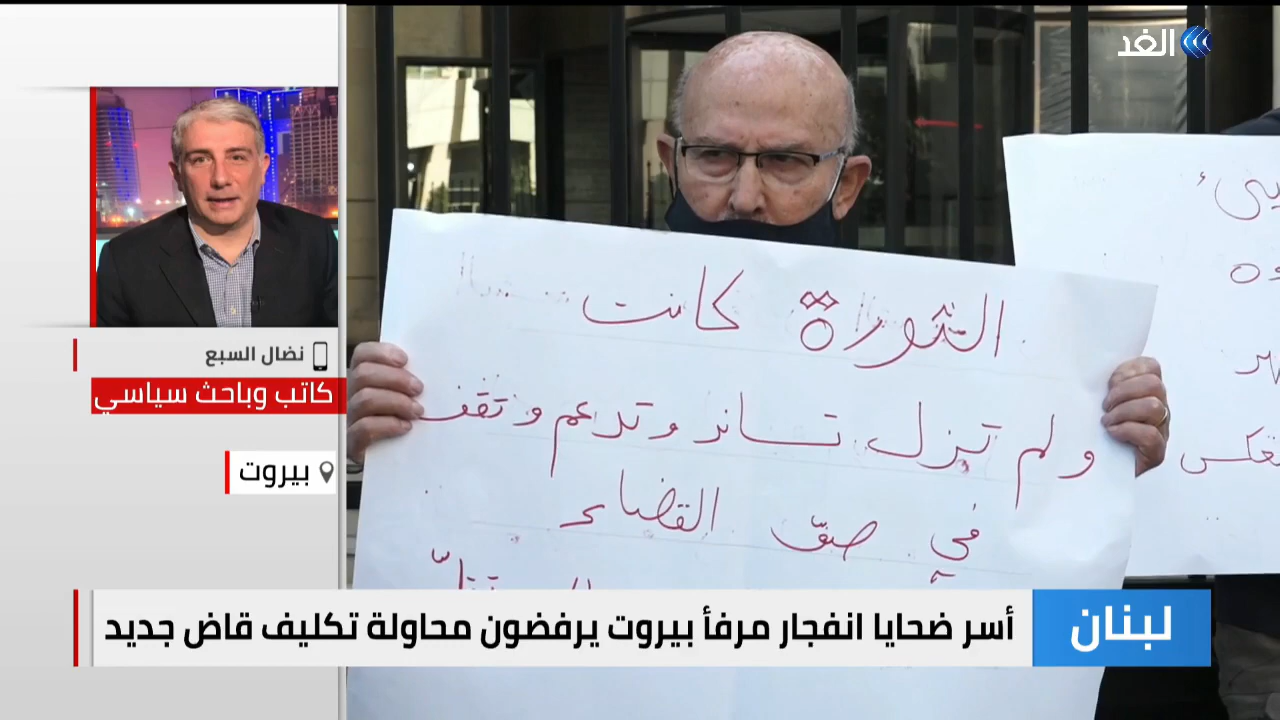 الغد
نضال السبع
كاتب وباحث سياسي
بيروت
الثورة كانت
ولم تزل تساند وتدعم وتقف
في صف القضاء
لبنان
أسر ضحايا انفجار مرفأ بيروت يرفضون محاولة تكليف قاض جديد